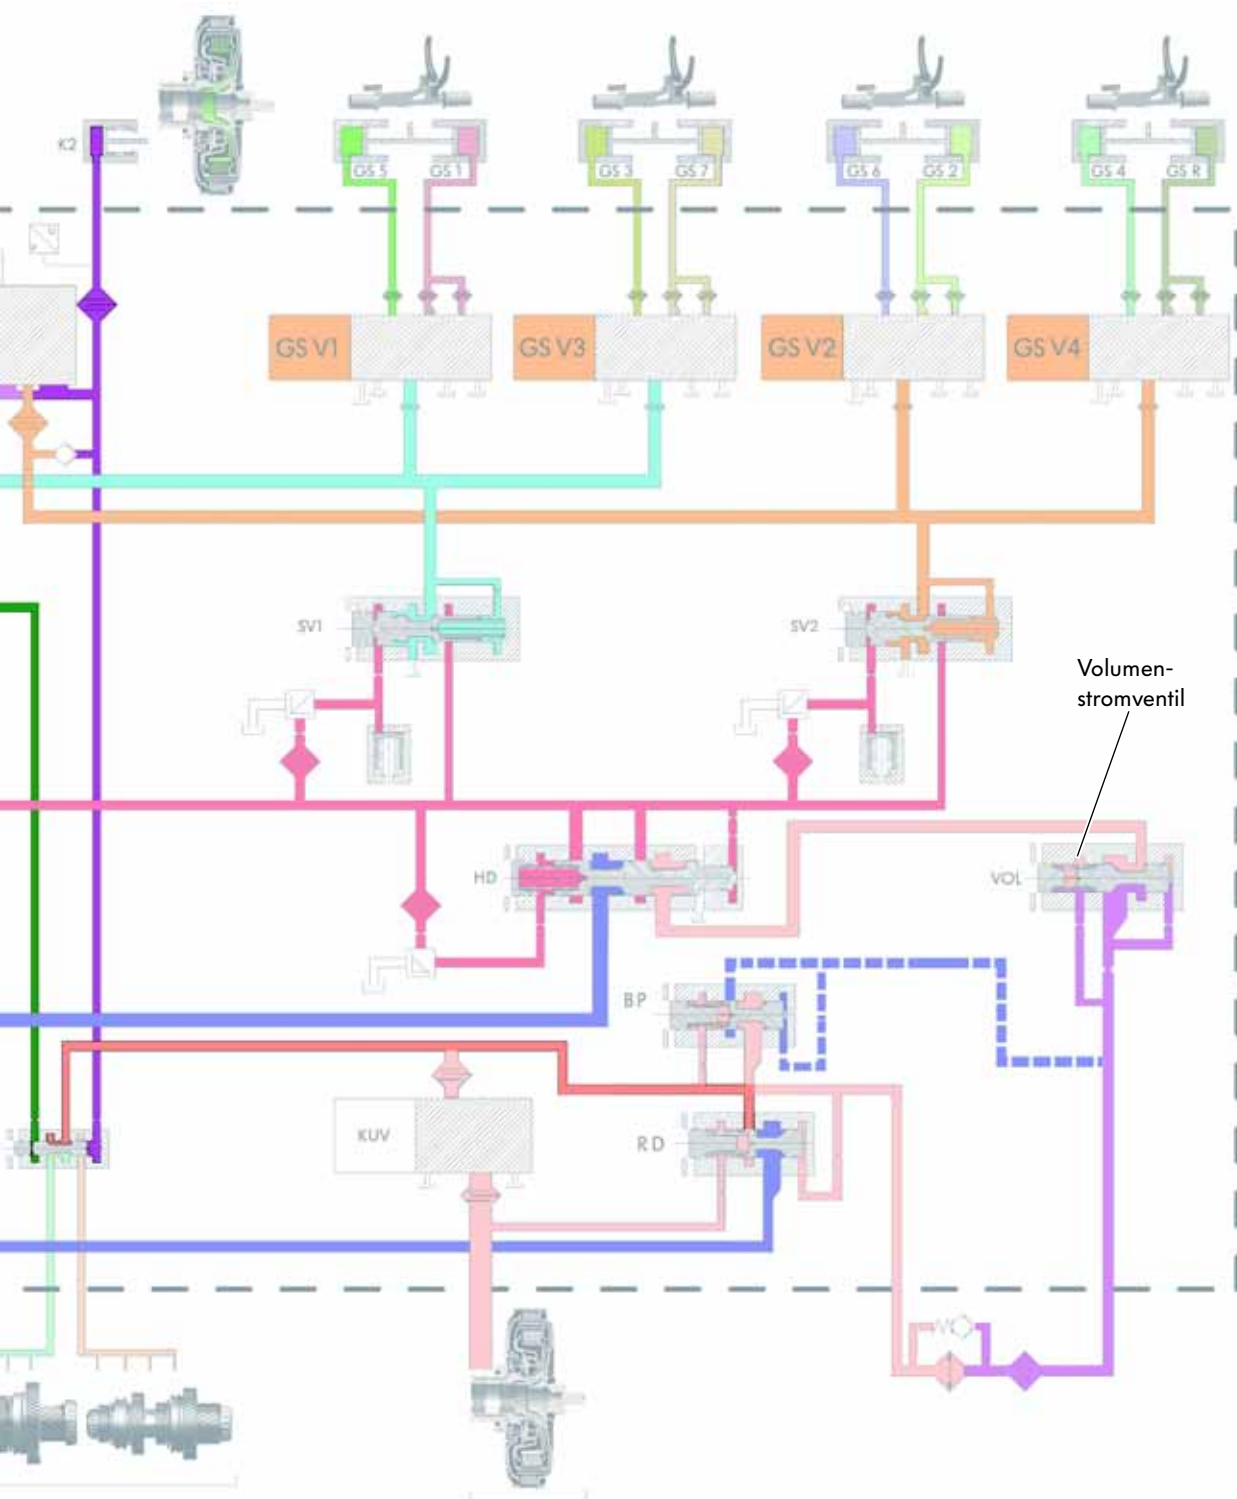 K2
GS 5
GS 1
GS 3
GS 7
GS 6
GS 2
GS 4
GS R
GS V1
GS V3
GS V2
GS V4
SV1
SV2
Volumen-
stromventil
HD
VOL
BP
KUV
RD